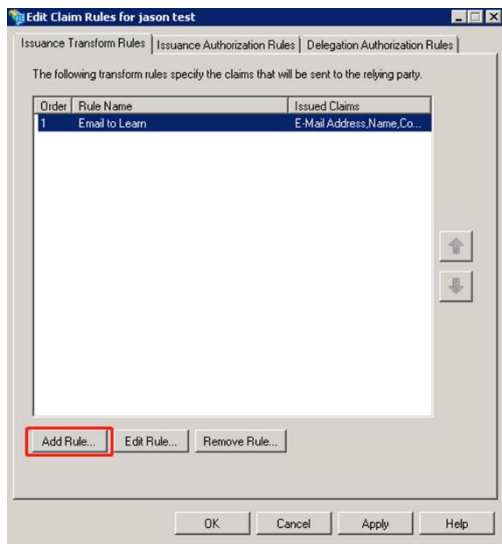 Edit Claim Rules for jason test
Issuance Transform Rules Issuance Authorization Rules Delegation Authorization Rules
The following transform rules specify the claims that will be sent to the relying party.
Order Rule Name Issued Claims
1 Email to Learn E-Mail Address,Name,Co...
Add Rule... Edit Rule... Remove Rule...
OK Cancel Apply Help